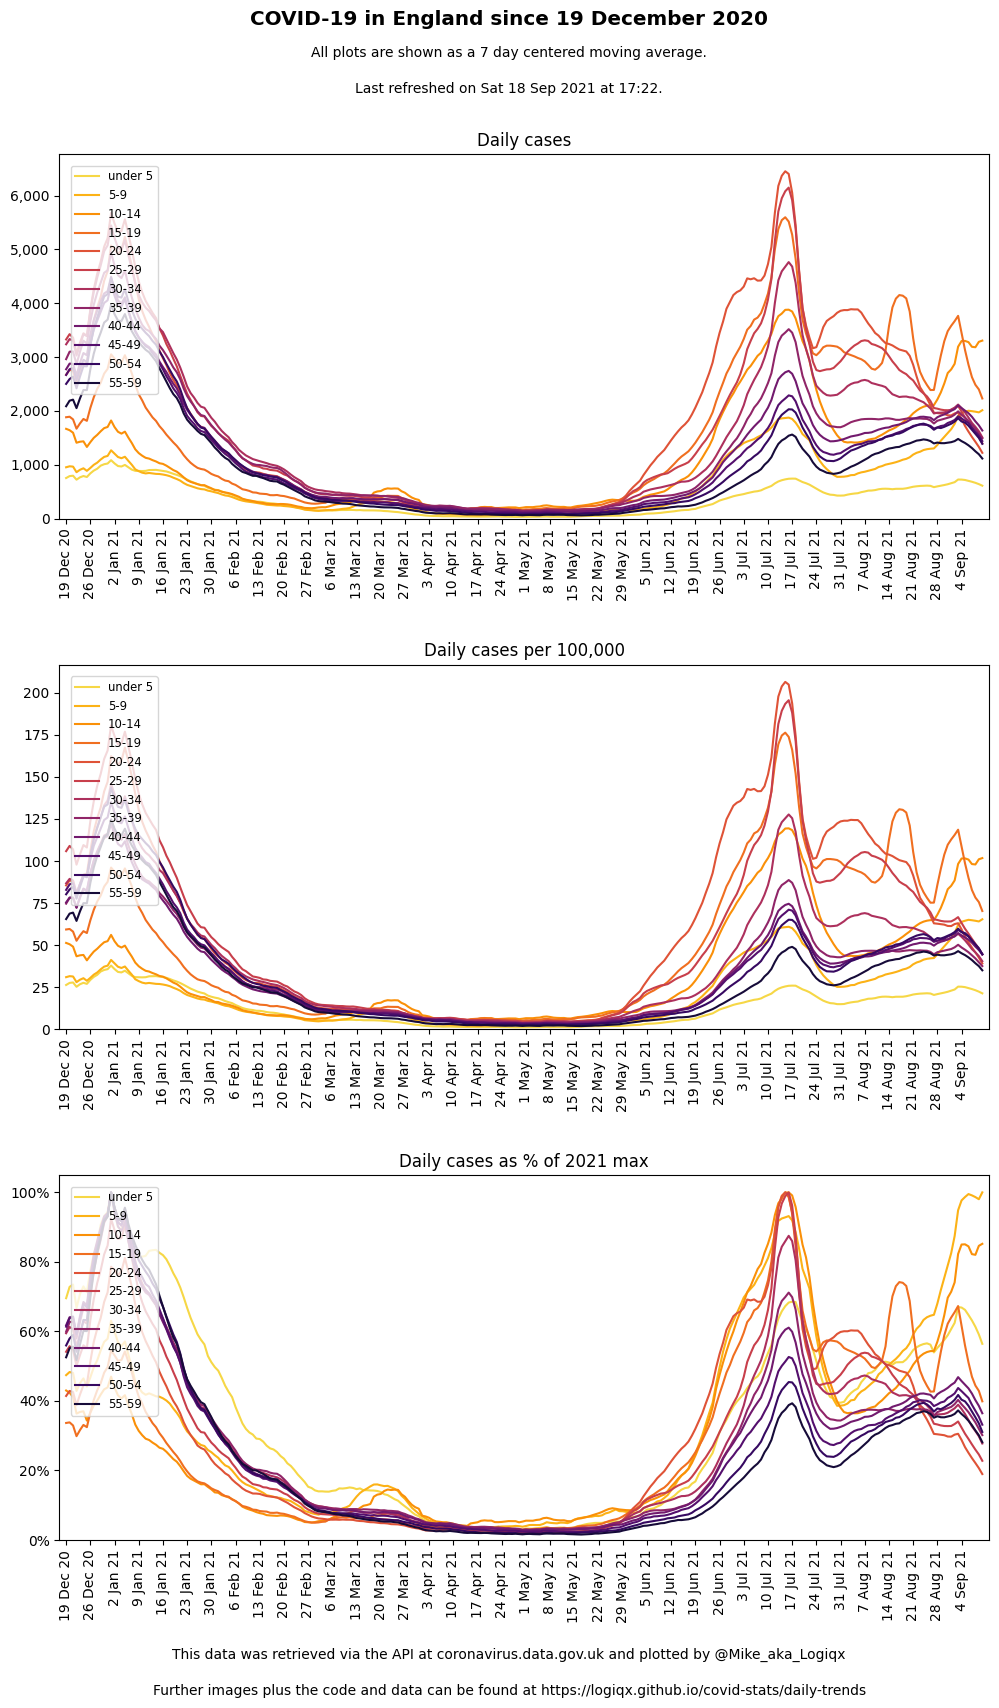 COVID-19 in England since 19 December 2020
All plots are shown as a 7 day centered moving average.
Last refreshed on Sat 18 Sep 2021 at 17:22.
Daily cases
6,000
5,000
4,000
3,000
2,000
1,000
0
under 5
5-9
10-14
15-19
20-24
25-29
30-34
35-39
40-44
45-49
50-54
55-59
19 Dec 20
26 Dec 20
2 Jan 21
9 Jan 21
16 Jan 21
23 Jan 21
30 Jan 21
6 Feb 21
13 Feb 21
20 Feb 21
27 Feb 21
6 Mar 21
13 Mar 21
20 Mar 21
27 Mar 21
3 Apr 21
10 Apr 21
17 Apr 21
24 Apr 21
1 May 21
8 May 21
15 May 21
22 May 21
29 May 21
5 Jun 21
12 Jun 21
19 Jun 21
26 Jun 21
3 Jul 21
10 Jul 21
17 Jul 21
24 Jul 21
31 Jul 21
7 Aug 21
14 Aug 21
21 Aug 21
28 Aug 21
4 Sep 21
Daily cases per 100,000
200
175
150
125
100
75
50
25
0
under 5
5-9
10-14
15-19
20-24
25-29
30-34
35-39
40-44
45-49
50-54
55-59
19 Dec 20
26 Dec 20
2 Jan 21
9 Jan 21
16 Jan 21
23 Jan 21
30 Jan 21
6 Feb 21
13 Feb 21
20 Feb 21
27 Feb 21
6 Mar 21
13 Mar 21
20 Mar 21
27 Mar 21
3 Apr 21
10 Apr 21
17 Apr 21
24 Apr 21
1 May 21
8 May 21
15 May 21
22 May 21
29 May 21
5 Jun 21
12 Jun 21
19 Jun 21
26 Jun 21
3 Jul 21
10 Jul 21
17 Jul 21
24 Jul 21
31 Jul 21
7 Aug 21
14 Aug 21
21 Aug 21
28 Aug 21
4 Sep 21
Daily cases as % of 2021 max
100%
80%
60%
40%
20%
0%
under 5
5-9
10-14
15-19
20-24
25-29
30-34
35-39
40-44
45-49
50-54
55-59
19 Dec 20
26 Dec 20
2 Jan 21
9 Jan 21
16 Jan 21
23 Jan 21
30 Jan 21
6 Feb 21
13 Feb 21
20 Feb 21
27 Feb 21
6 Mar 21
13 Mar 21
20 Mar 21
27 Mar 21
3 Apr 21
10 Apr 21
17 Apr 21
24 Apr 21
1 May 21
8 May 21
15 May 21
22 May 21
29 May 21
5 Jun 21
12 Jun 21
19 Jun 21
26 Jun 21
3 Jul 21
10 Jul 21
17 Jul 21
24 Jul 21
31 Jul 21
7 Aug 21
14 Aug 21
21 Aug 21
28 Aug 21
4 Sep 21
This data was retrieved via the API at coronavirus.data.gov.uk and plotted by @Mike_aka_Logiqx
Further images plus the code and data can be found at https://logiqx.github.io/covid-stats/daily-trends